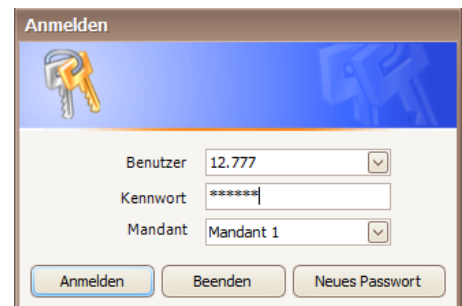 Anmelden
Benutzer 12.777
Kennwort ******
Mandant Mandant 1
Anmelden Beenden Neues Passwort